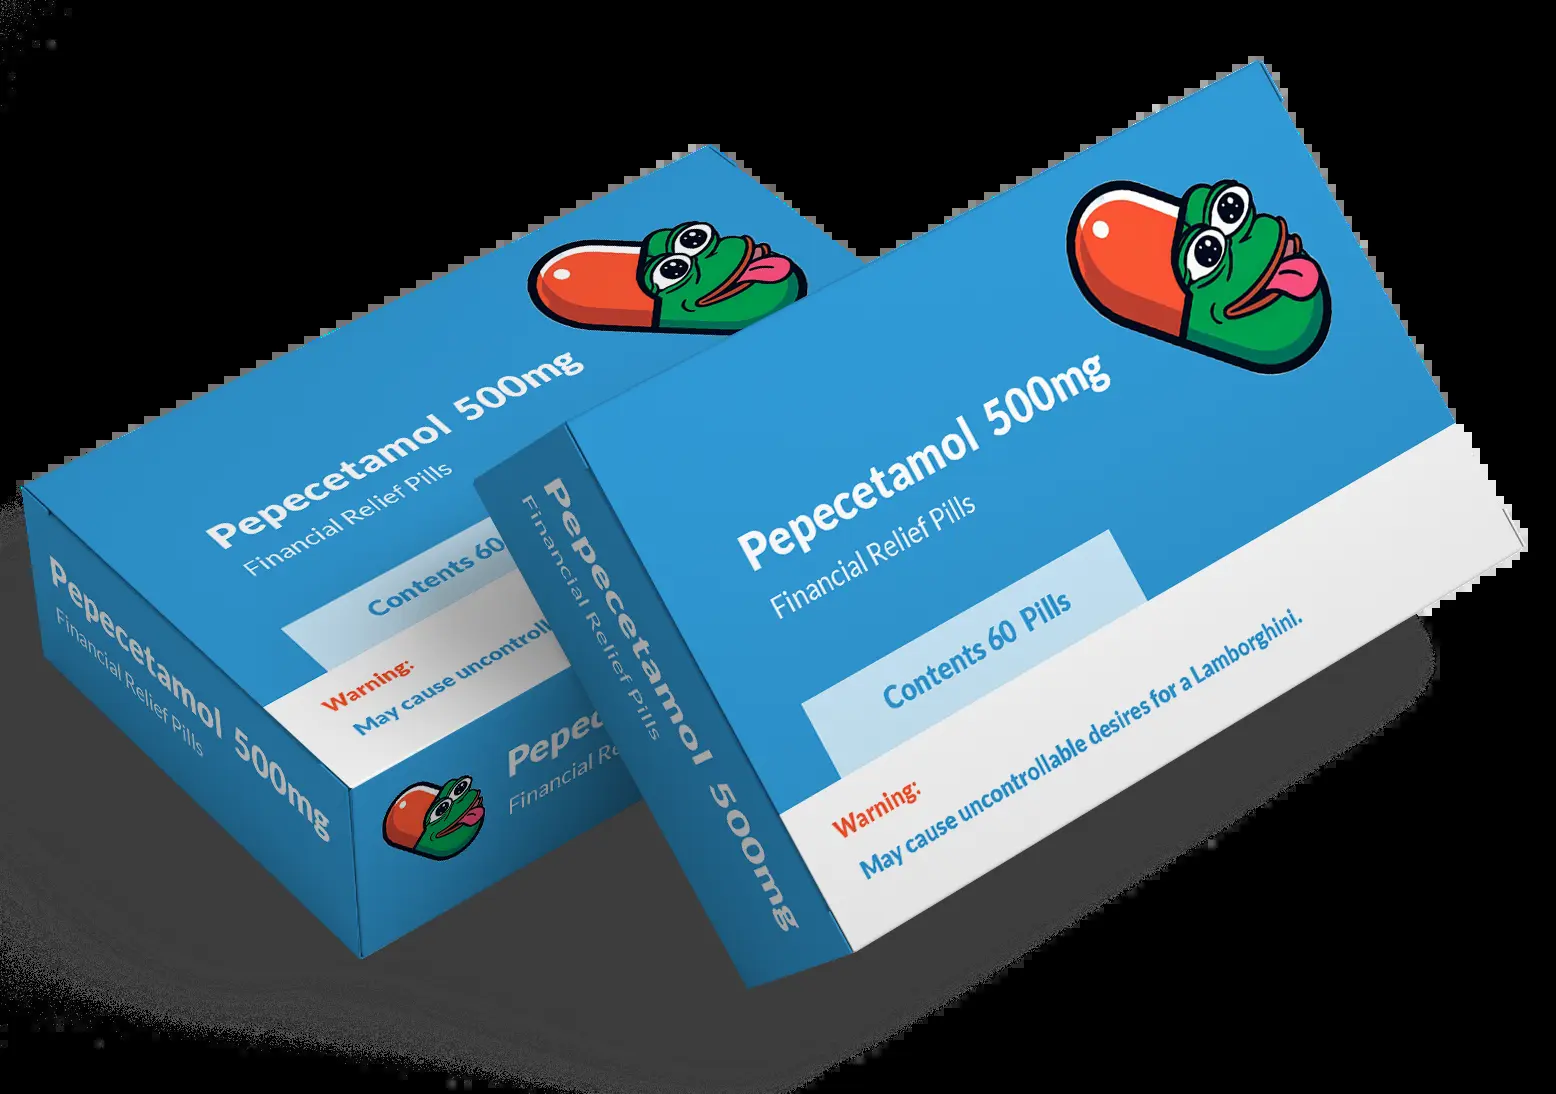 Pepecetamol 500mg
Financial Relief Pills
Contents 60
Warning:
May cause uncontroll
Pepecetamol 500mg
Financial Relief Pills
Pepec
Financial Re
Pepecetamol 500mg
Financial Relief Pills
Pepecetamol 500mg
Financial Relief Pills
Contents 60 Pills
Warning:
May cause uncontrollable desires for a Lamborghini.